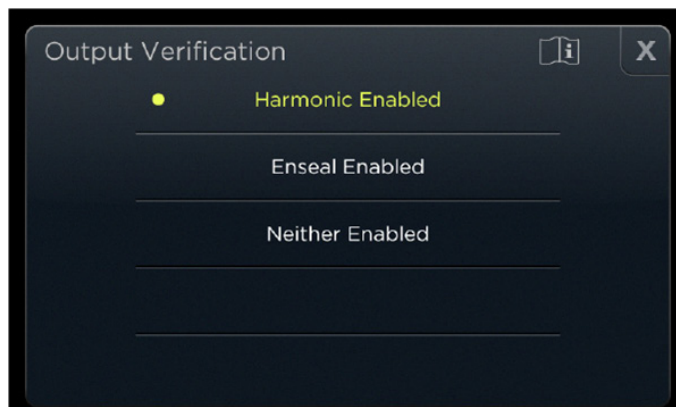 Output Verification
i
X
Harmonic Enabled
Enseal Enabled
Neither Enabled